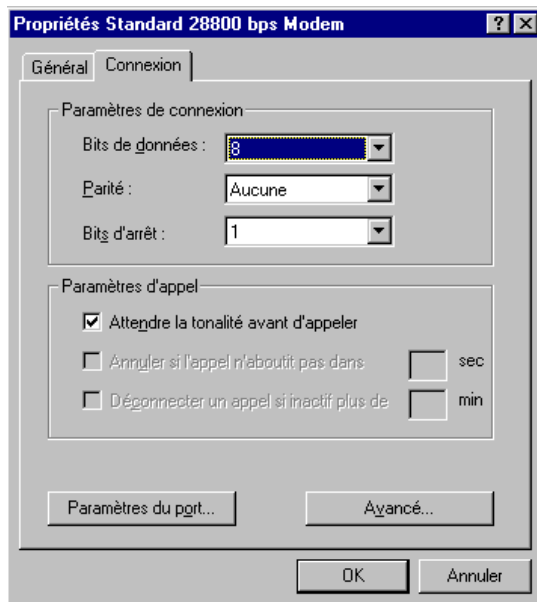 Propriétés Standard 28800 bps Modem
Général Connexion
Paramètres de connexion
Bits de données : 8
Parité : Aucune
Bits d'arrêt : 1
Paramètres d'appel
Attendre la tonalité avant d'appeler
Annuler si l'appel n'aboutit pas dans sec
Déconnecter un appel si inactif plus de min
Paramètres du port... Avancé...
OK Annuler